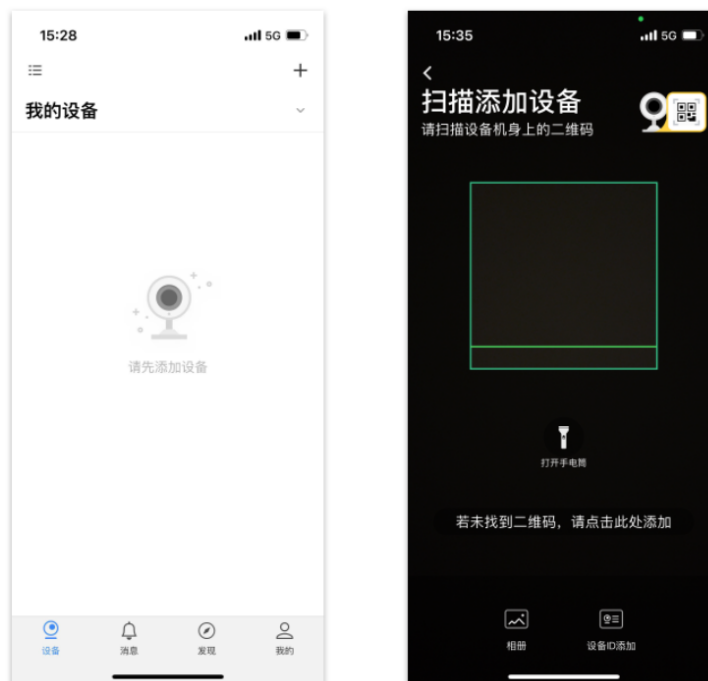 15:28
5G
我的设备
请先添加设备
设备
消息
发现
我的
15:35
5G
扫描添加设备
请扫描设备机身上的二维码
打开手电筒
若未找到二维码，请点击此处添加
相册
设备ID添加